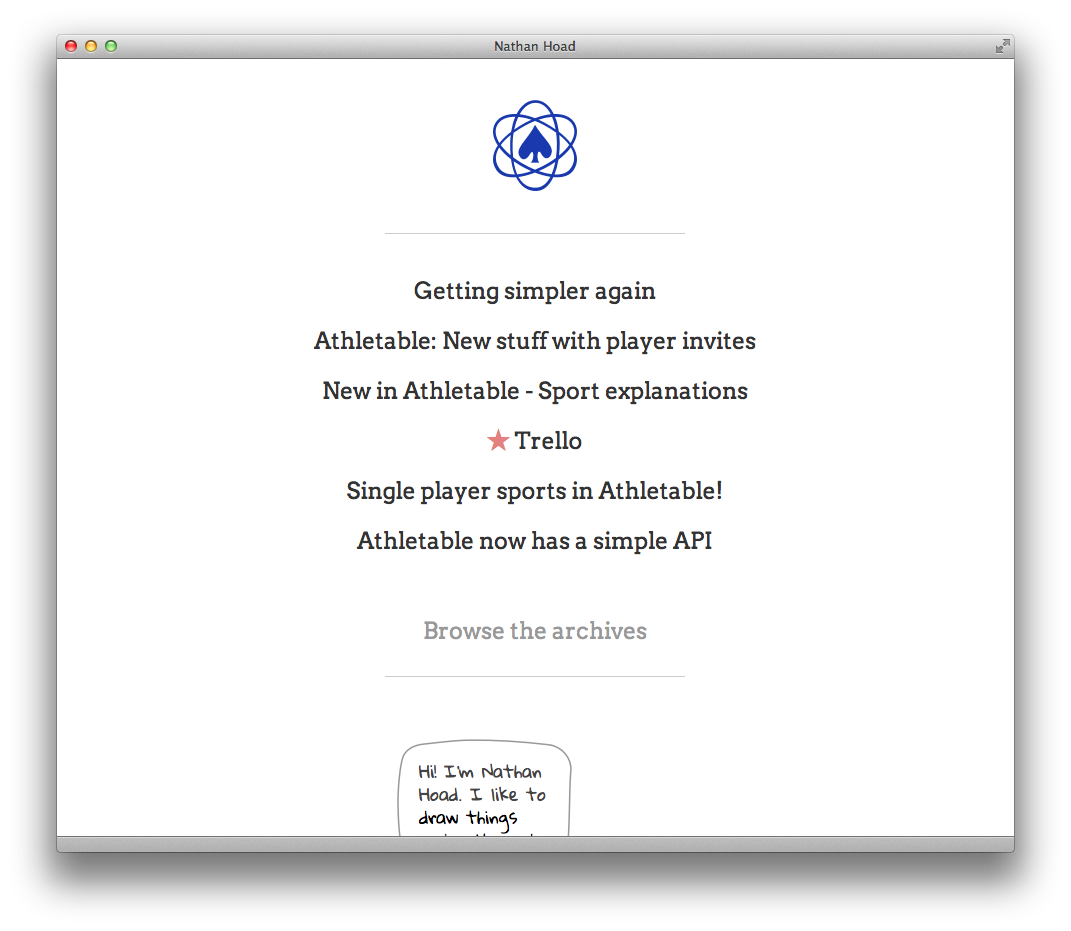 Nathan Hoad
Getting simpler again
Athletable: New stuff with player invites
New in Athletable - Sport explanations
★ Trello
Single player sports in Athletable!
Athletable now has a simple API
Browse the archives
Hi! I'm Nathan
Hoad. I like to
draw things